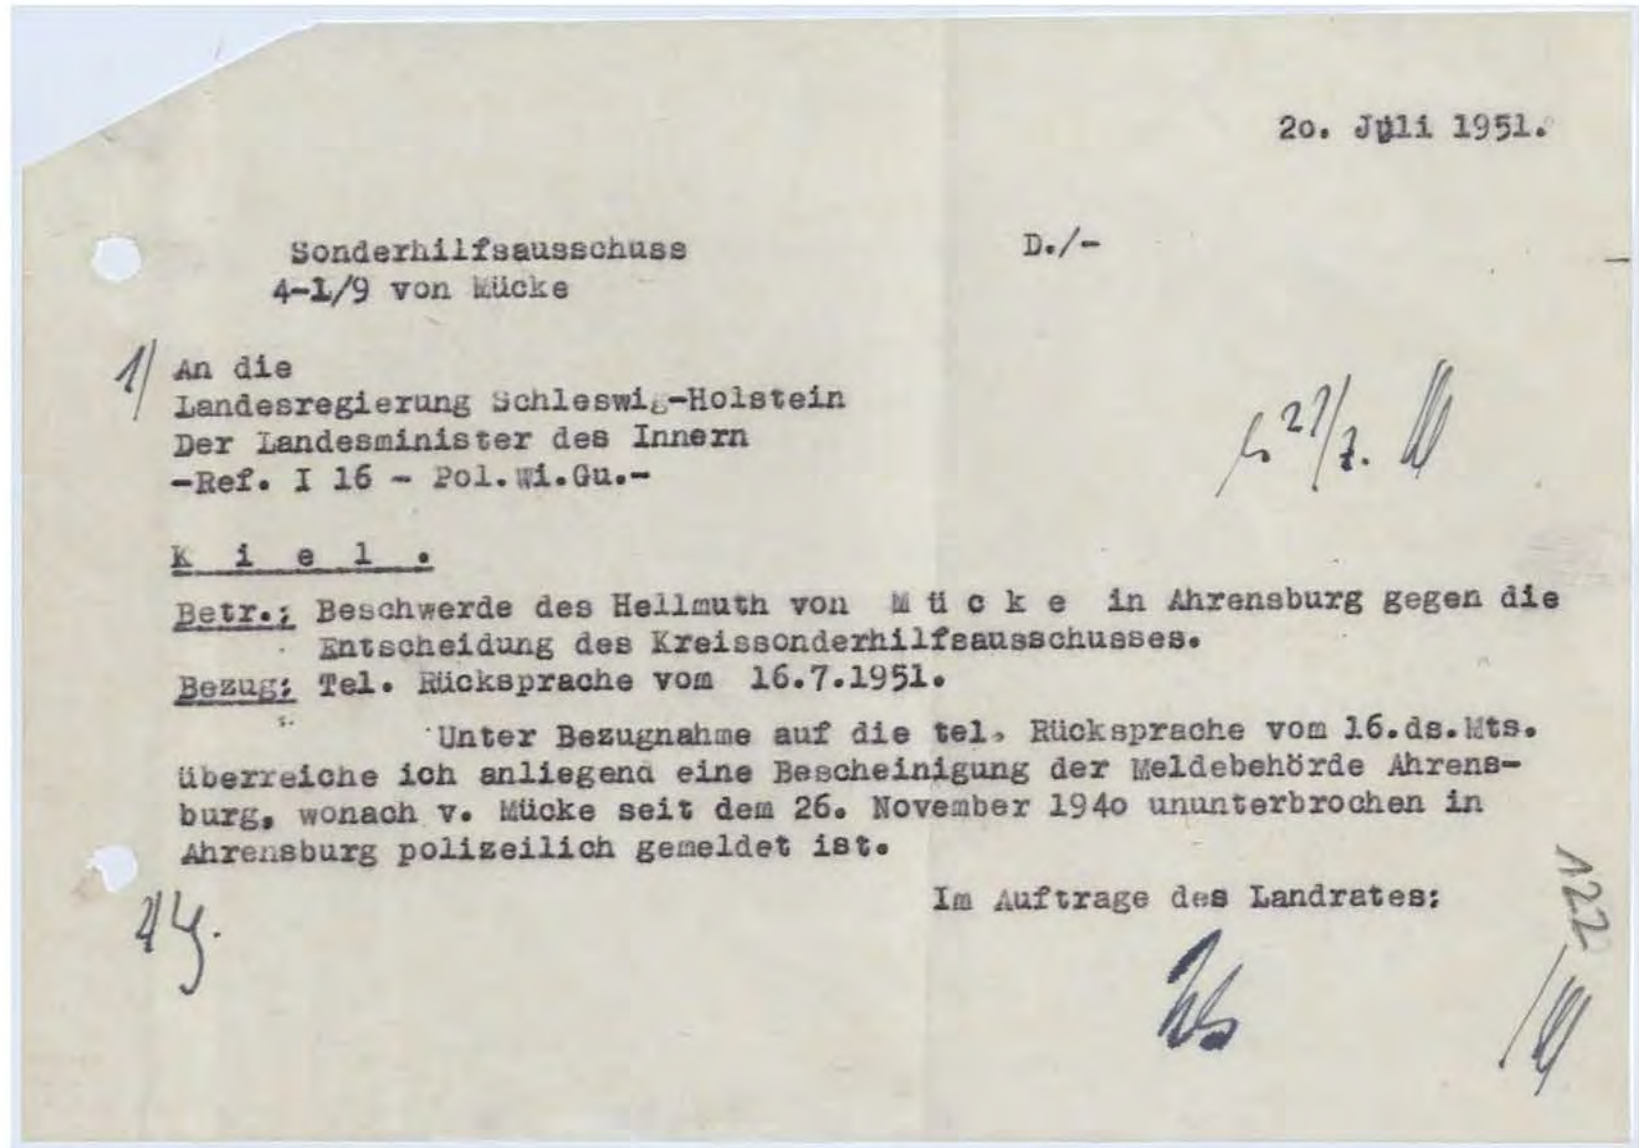 20. Juli 1951.
Sonderhilfsausschuss D./-
4-1/9 von Mücke
1/ An die
Landesregierung Schleswig-Holstein
Der Landesminister des Innern
-Ref. I 16 - Pol.Wi.Gu.-
K i e l .
Betr.: Beschwerde des Hellmuth von M ü c k e in Ahrensburg gegen die
Entscheidung des Kreissonderhilfsausschusses.
Bezug: Tel. Rücksprache vom 16.7.1951.
Unter Bezugnahme auf die tel. Rücksprache vom 16.ds.Mts.
überreiche ich anliegend eine Bescheinigung der Meldebehörde Ahrens-
burg, wonach v. Mücke seit dem 26. November 1940 ununterbrochen in
Ahrensburg polizeilich gemeldet ist.
Im Auftrage des Landrates:
122